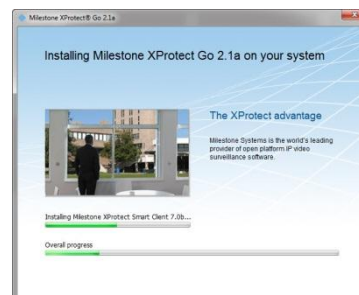 Milestone XProtect® Go 2.1a
Installing Milestone XProtect Go 2.1a on your system
The XProtect advantage
Milestone Systems is the world's leading
provider of open platform IP video
surveillance software.
Installing Milestone XProtect Smart Client 7.0b...
Overall progress